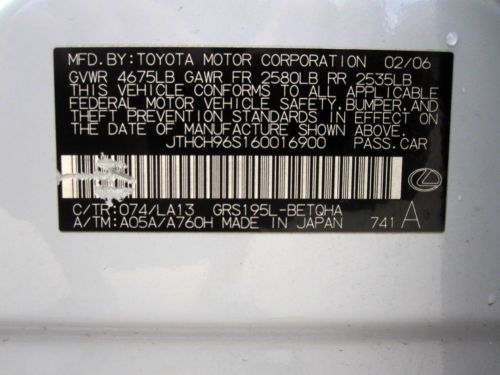 MFD.BY:TOYOTA MOTOR CORPORATION 02/06
GVWR 4675LB GAWR FR 2580LB RR 2535LB
THIS VEHICLE CONFORMS TO ALL APPLICABLE
FEDERAL MOTOR VEHICLE SAFETY,BUMPER,AND
THEFT PREVENTION STANDARDS IN EFFECT ON
THE DATE OF MANUFACTURE SHOWN ABOVE.
JTHCH96S160016900 PASS.CAR
C/TR:074/LA13 GRS195L-BETQHA
A/TM:A05A/A760H MADE IN JAPAN 741 A